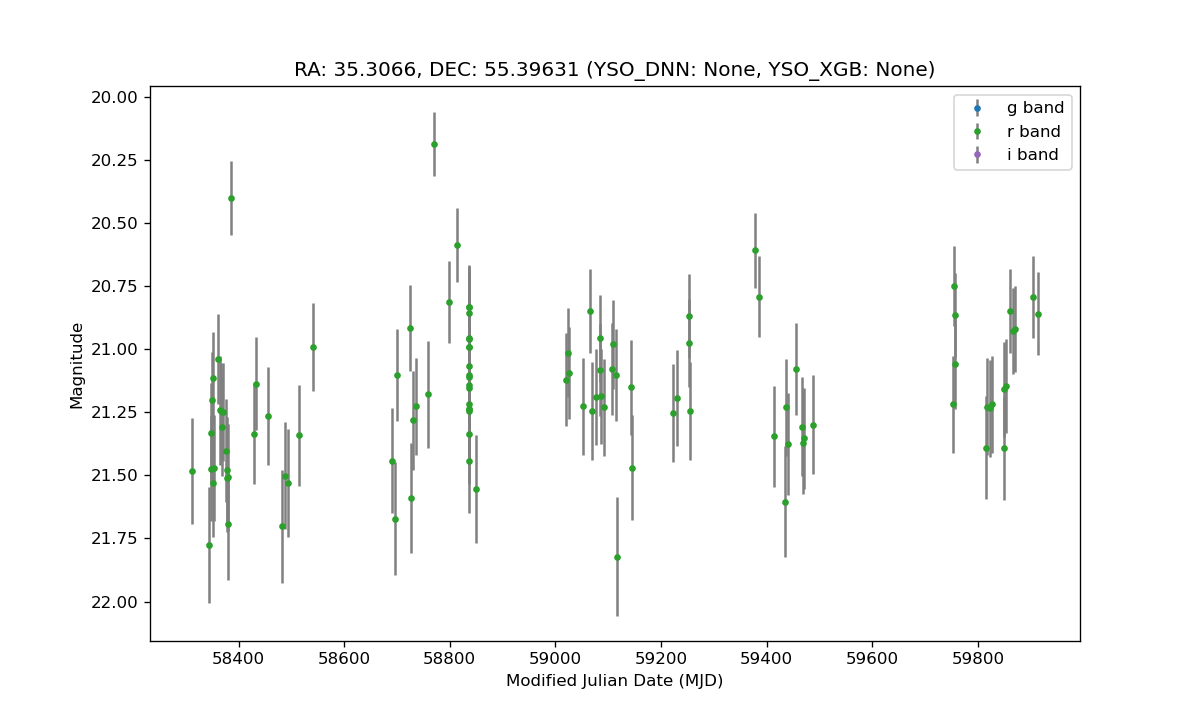 RA: 35.3066, DEC: 55.39631 (YSO_DNN: None, YSO_XGB: None)
g band
r band
i band
Magnitude
20.00
20.25
20.50
20.75
21.00
21.25
21.50
21.75
22.00
58400 58600 58800 59000 59200 59400 59600 59800
Modified Julian Date (MJD)